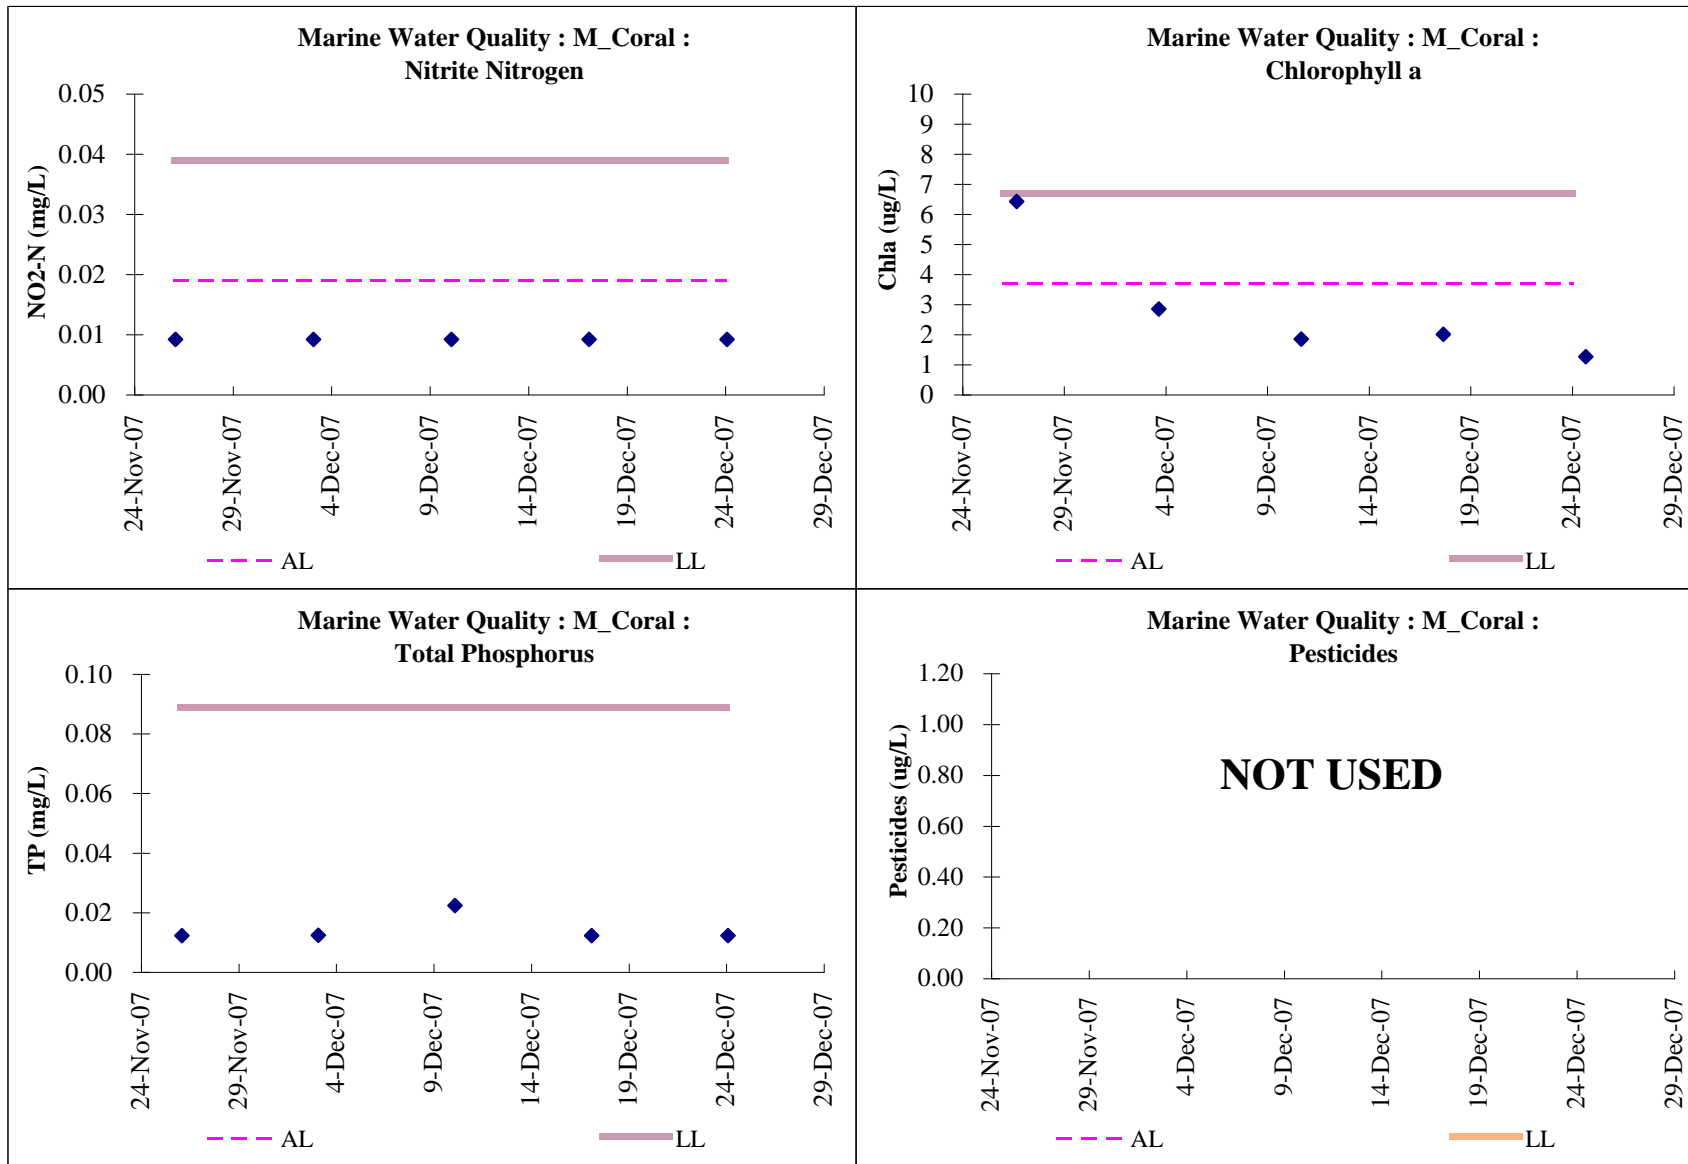 Marine Water Quality : M_Coral :
Nitrite Nitrogen
NO2-N (mg/L)
0.05
0.04
0.03
0.02
0.01
0.00
24-Nov-07
29-Nov-07
4-Dec-07
9-Dec-07
14-Dec-07
19-Dec-07
24-Dec-07
29-Dec-07
AL
LL
Marine Water Quality : M_Coral :
Chlorophyll a
Chla (ug/L)
10
9
8
7
6
5
4
3
2
1
0
24-Nov-07
29-Nov-07
4-Dec-07
9-Dec-07
14-Dec-07
19-Dec-07
24-Dec-07
29-Dec-07
AL
LL
Marine Water Quality : M_Coral :
Total Phosphorus
TP (mg/L)
0.10
0.08
0.06
0.04
0.02
0.00
24-Nov-07
29-Nov-07
4-Dec-07
9-Dec-07
14-Dec-07
19-Dec-07
24-Dec-07
29-Dec-07
AL
LL
Marine Water Quality : M_Coral :
Pesticides
Pesticides (ug/L)
1.20
1.00
0.80
0.60
0.40
0.20
0.00
NOT USED
24-Nov-07
29-Nov-07
4-Dec-07
9-Dec-07
14-Dec-07
19-Dec-07
24-Dec-07
29-Dec-07
AL
LL